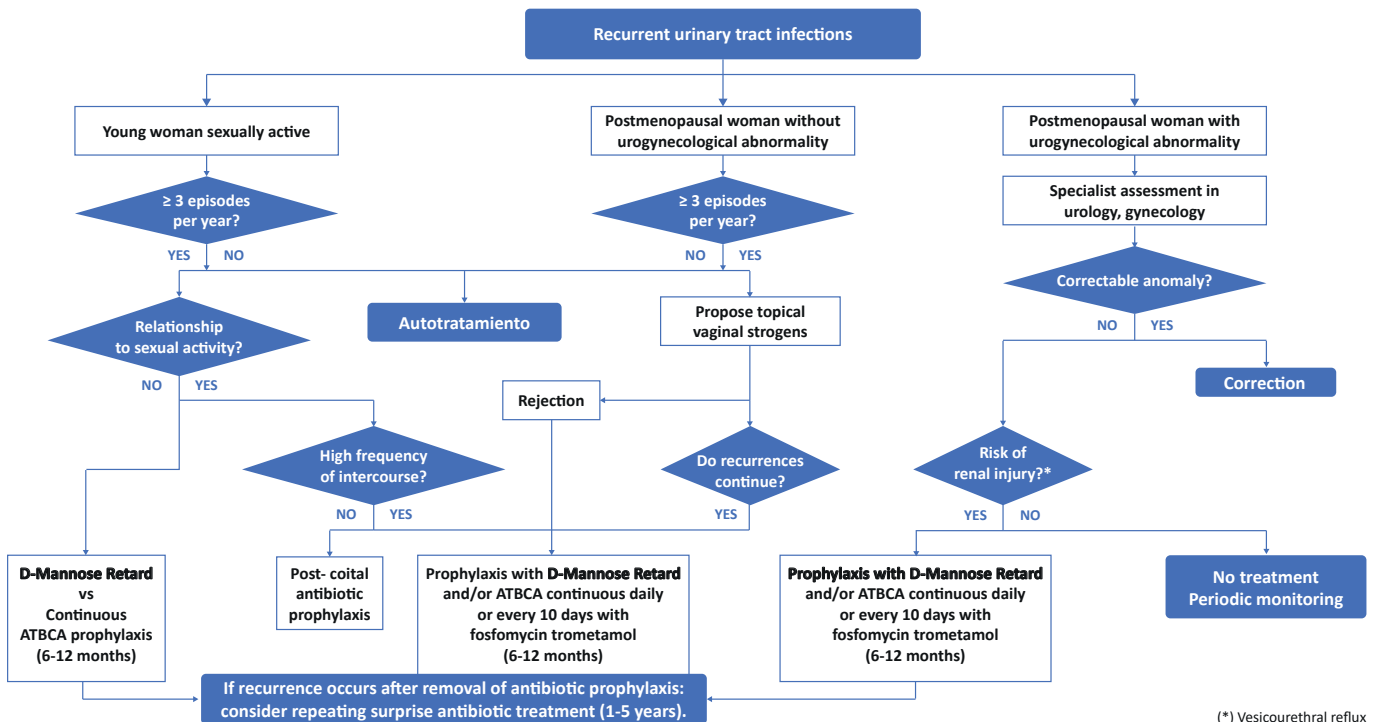 Recurrent urinary tract infections
Young woman sexually active
Postmenopausal woman without
urogynecological abnormality
Postmenopausal woman with
urogynecological abnormality
≥ 3 episodes
per year?
≥ 3 episodes
per year?
Specialist assessment in
urology, gynecology
YES NO
NO YES
Correctable anomaly?
Relationship
to sexual activity?
Autotratamiento
Propose topical
vaginal strogens
NO YES
NO YES
Correction
Rejection
High frequency
of intercourse?
Do recurrences
continue?
Risk of
renal injury?*
NO YES
YES
YES NO
D-Mannose Retard
vs
Continuous
ATBCA prophylaxis
(6-12 months)
Post- coital
antibiotic
prophylaxis
Prophylaxis with D-Mannose Retard
and/or ATBCA continuous daily
or every 10 days with
fosfomycin trometamol
(6-12 months)
Prophylaxis with D-Mannose Retard
and/or ATBCA continuous daily
or every 10 days with
fosfomycin trometamol
(6-12 months)
No treatment
Periodic monitoring
If recurrence occurs after removal of antibiotic prophylaxis:
consider repeating surprise antibiotic treatment (1-5 years).
(*) Vesicourethral reflux